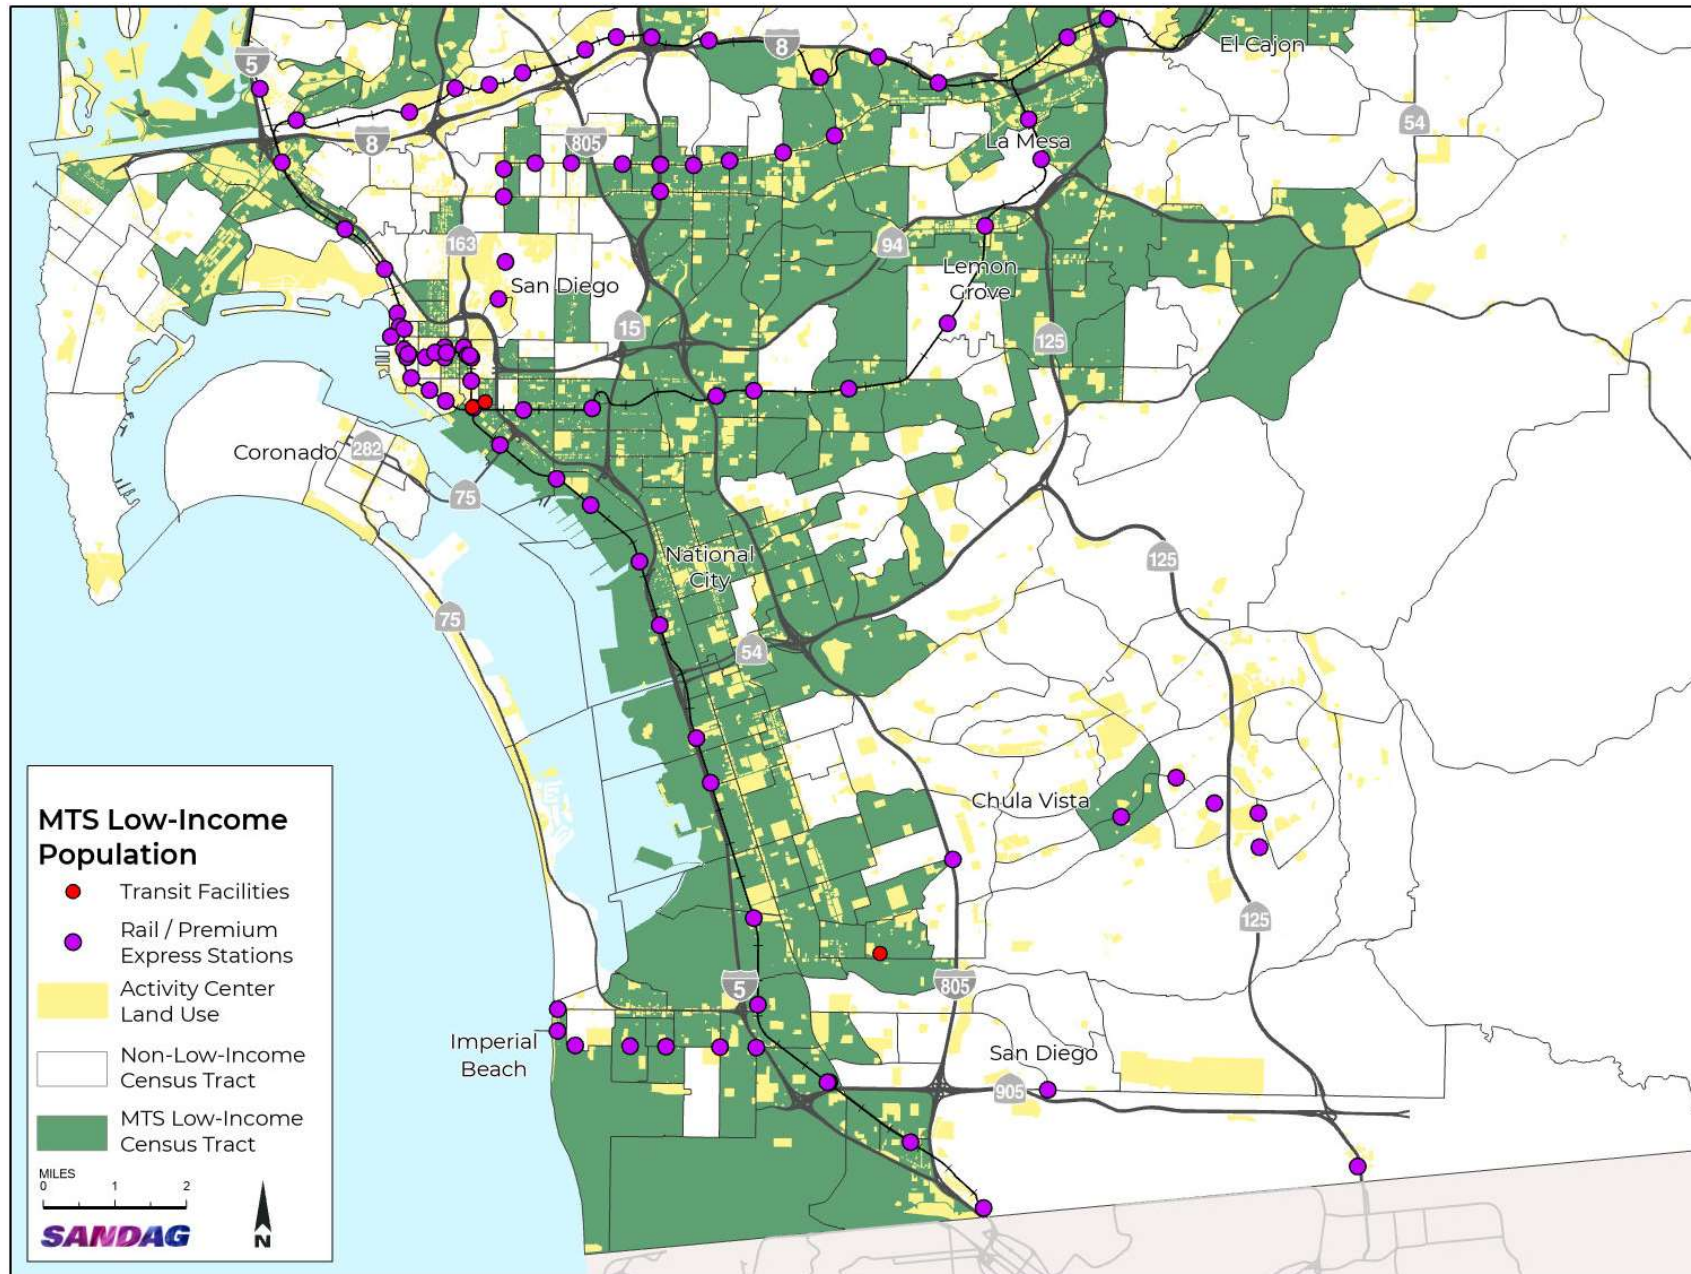 5
8
El Cajon
54
8
805
La Mesa
163
94
San Diego
Lemon
Grove
15
125
Coronado
282
75
National
City
125
75
54
Chula Vista
125
5
805
Imperial
Beach
San Diego
905
MTS Low-Income
Population
Transit Facilities
Rail / Premium
Express Stations
Activity Center
Land Use
Non-Low-Income
Census Tract
MTS Low-Income
Census Tract
MILES
0 1 2
SANDAG
N